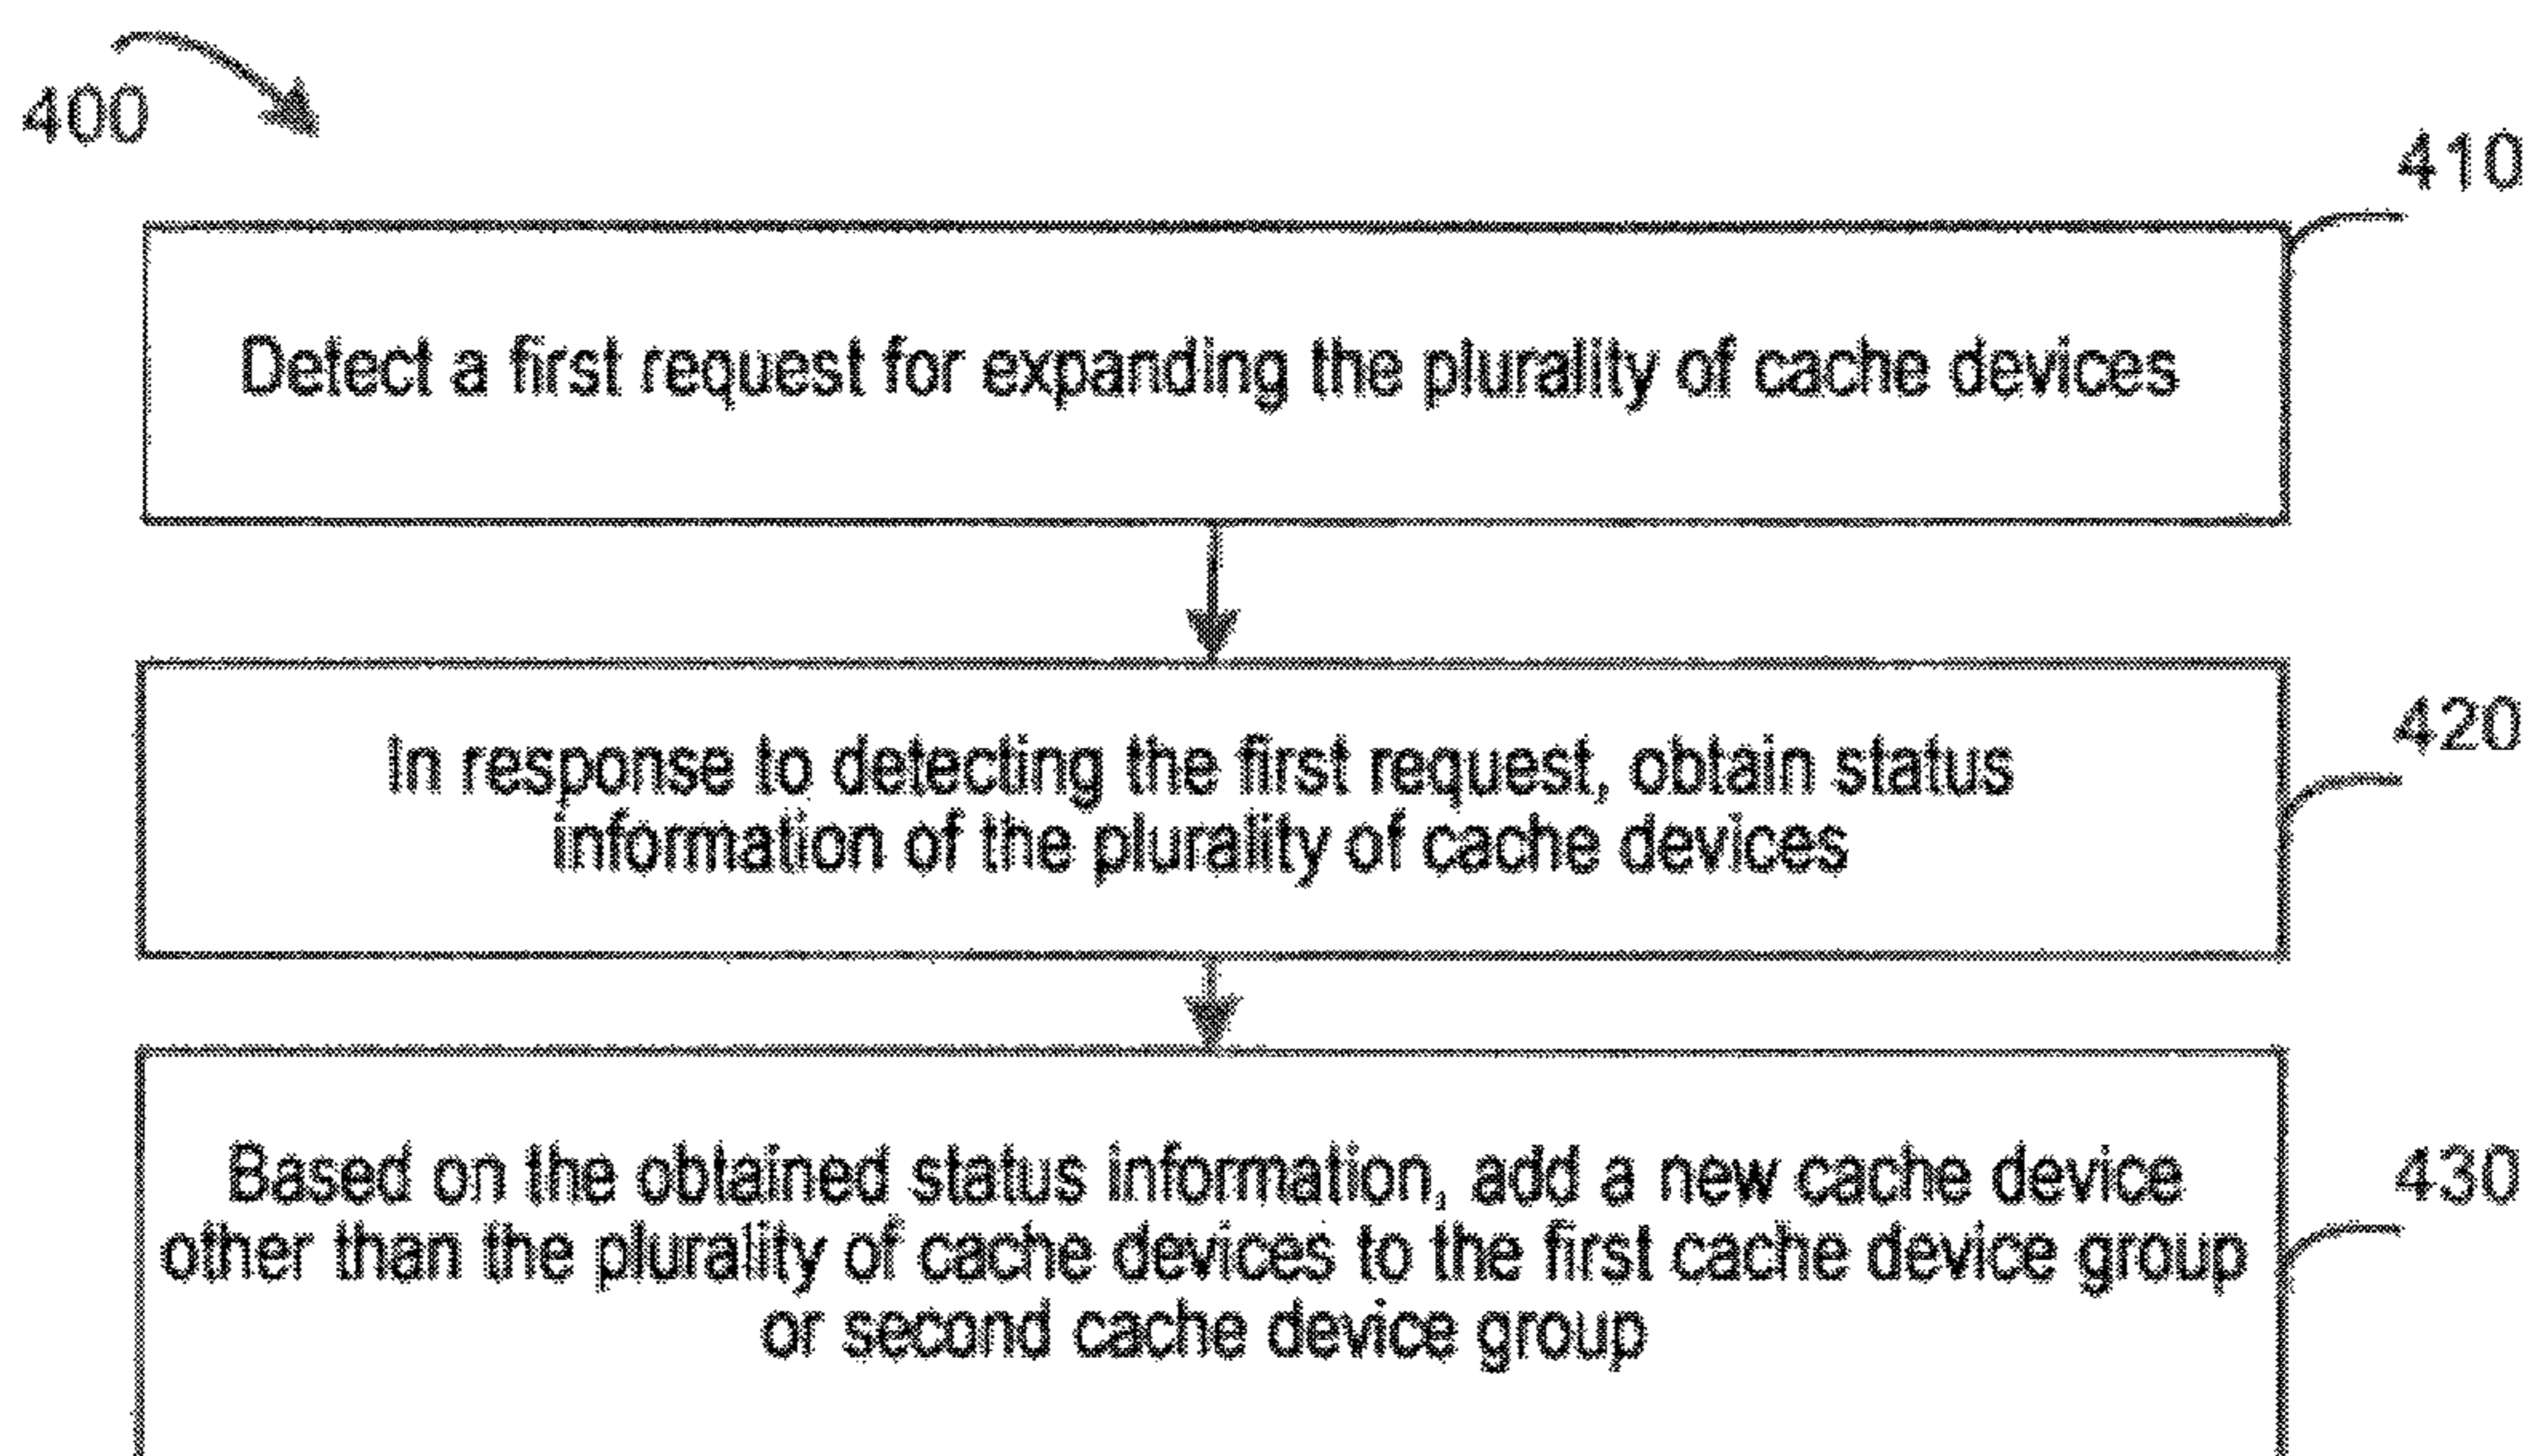 400
410
Detect a first request for expanding the plurality of cache devices
In response to detecting the first request, obtain status
information of the plurality of cache devices
420
Based on the obtained status information, add a new cache device
other than the plurality of cache devices to the first cache device group
or second cache device group
430